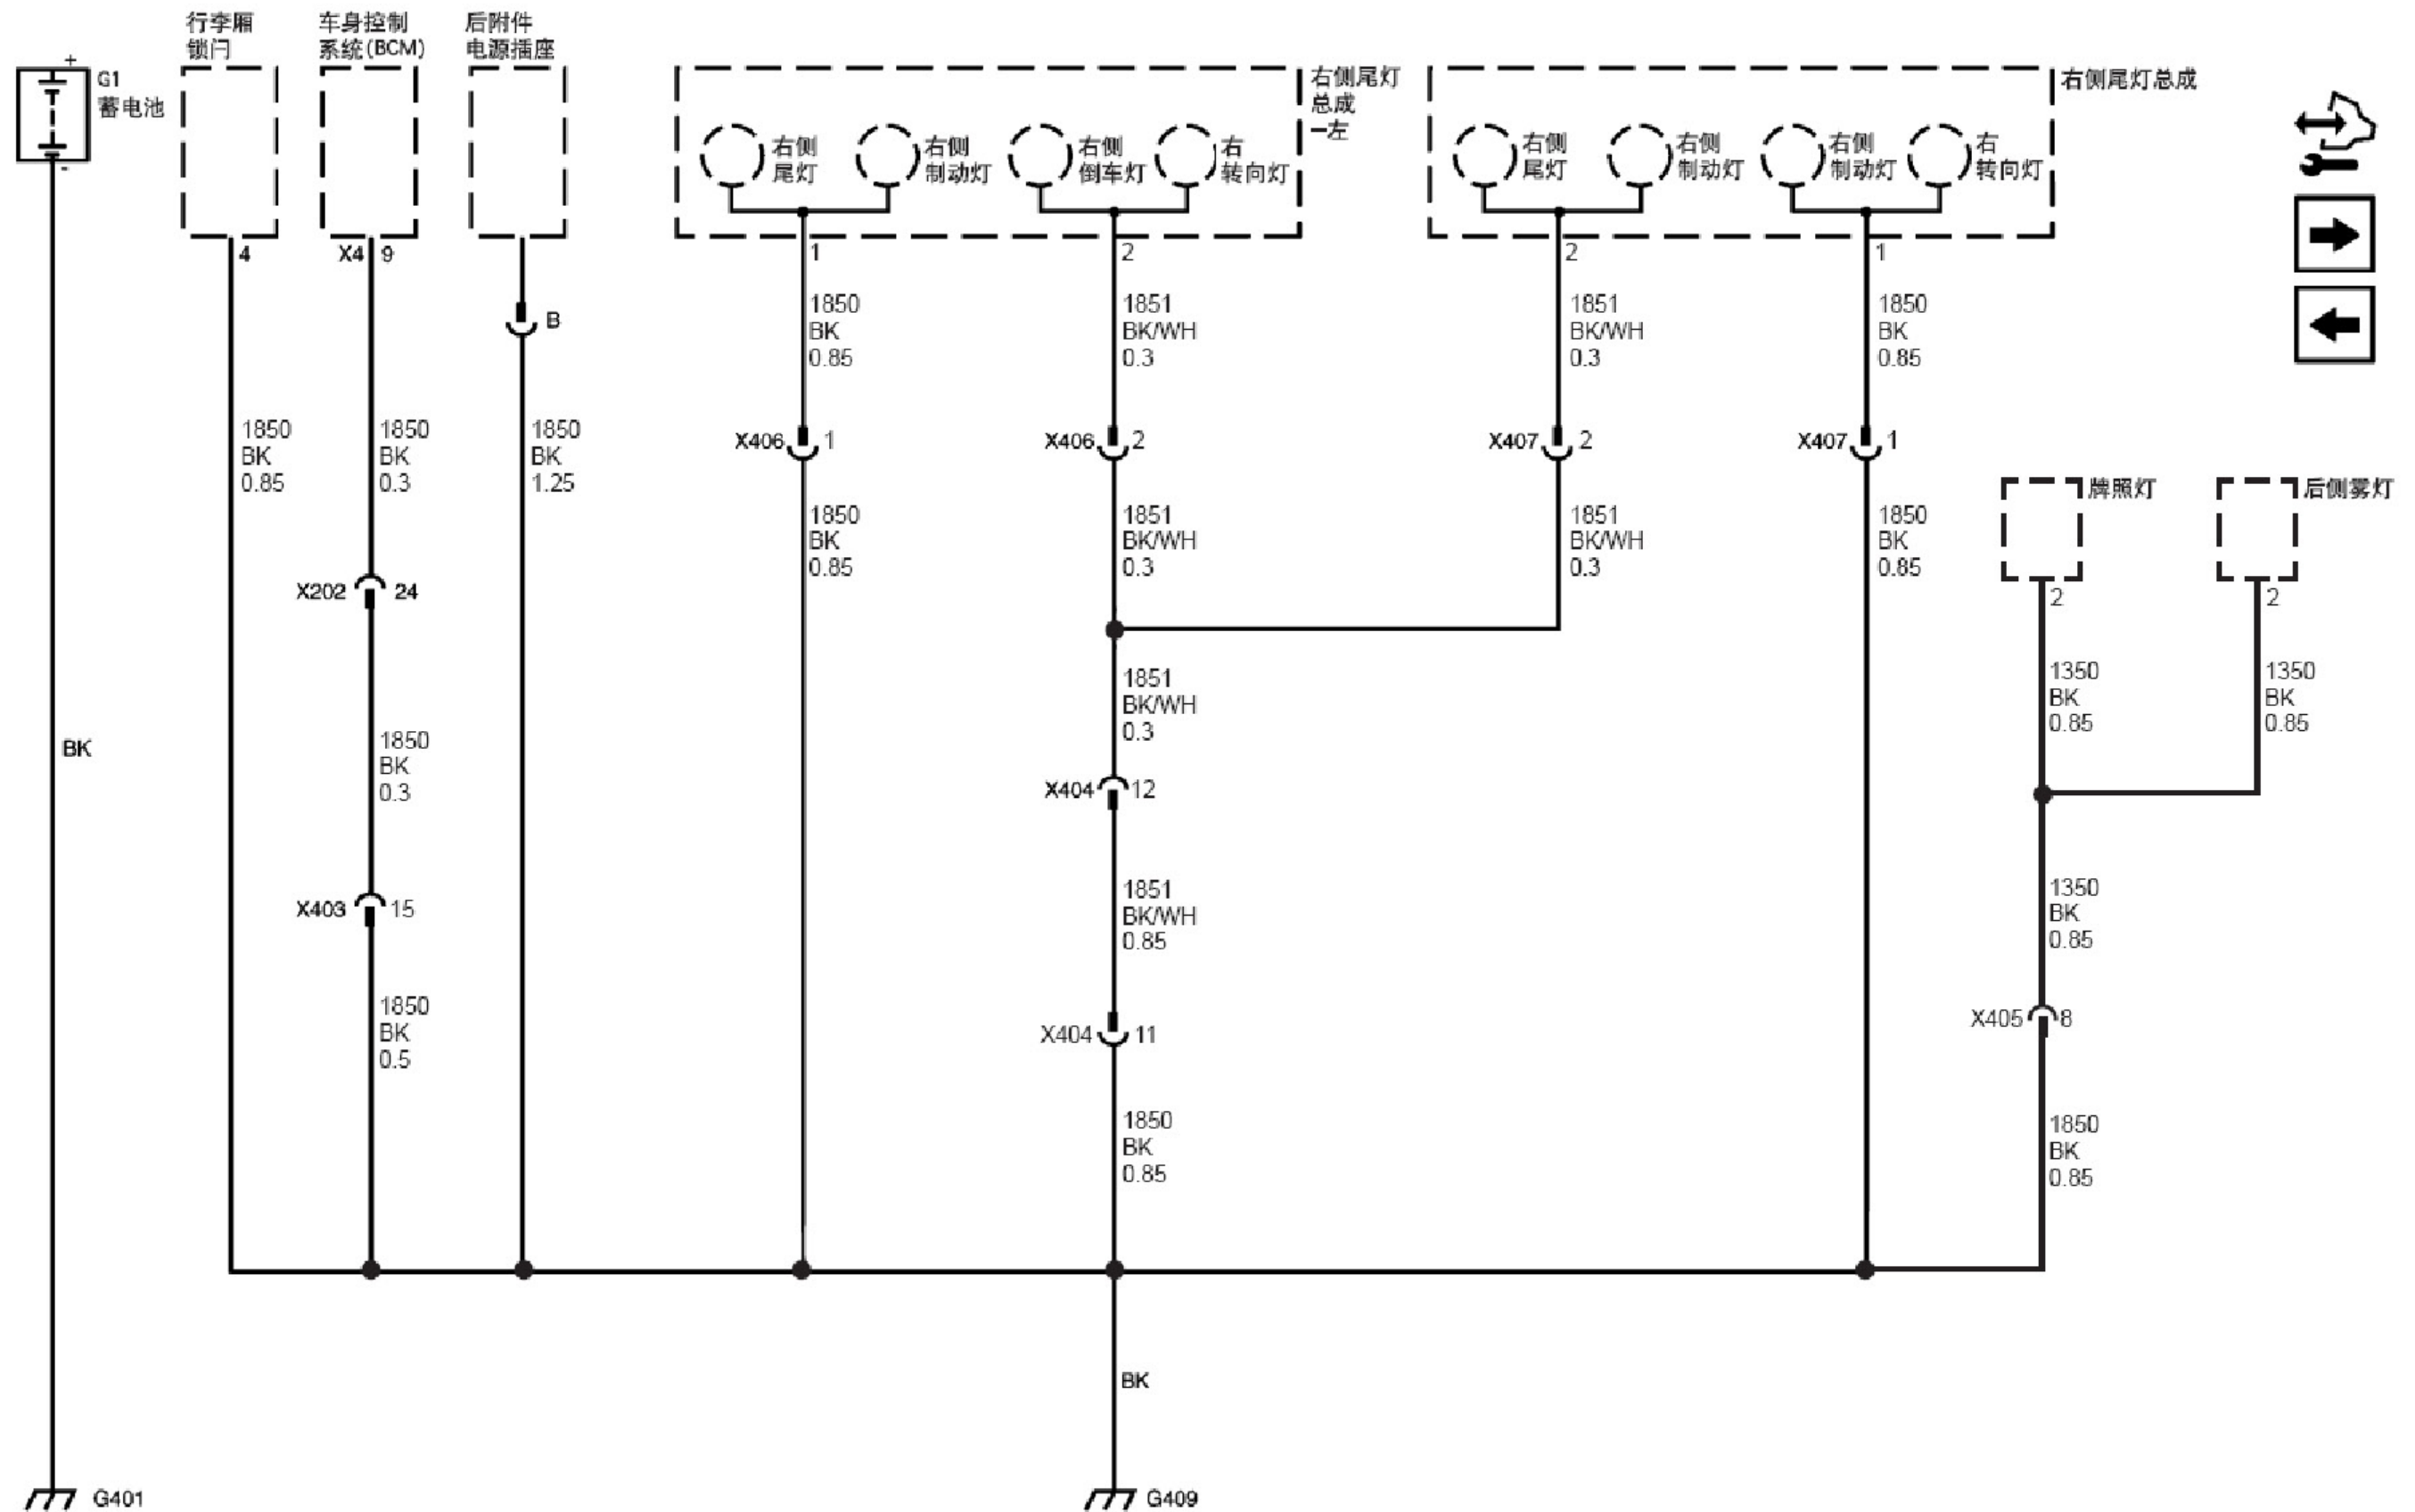 行李厢
锁闩
车身控制
系统(BCM)
后附件
电源插座
+
G1
蓄电池
-
右侧尾灯
总成
–左
右侧尾灯总成
右侧
尾灯
右侧
制动灯
右侧
倒车灯
右
转向灯
右侧
尾灯
右侧
制动灯
右侧
制动灯
右
转向灯
4
X4
9
1
2
2
1
B
1850
BK
0.85
1851
BK/WH
0.3
1851
BK/WH
0.3
1850
BK
0.85
1850
BK
0.85
1850
BK
0.3
1850
BK
1.25
X406
1
X406
2
X407
2
X407
1
牌照灯
后侧雾灯
1850
BK
0.85
1851
BK/WH
0.3
1851
BK/WH
0.3
1850
BK
0.85
X202
24
2
2
1851
BK/WH
0.3
1350
BK
0.85
1350
BK
0.85
BK
1850
BK
0.3
X404
12
X403
15
1851
BK/WH
0.85
1350
BK
0.85
1850
BK
0.5
X404
11
X405
8
1850
BK
0.85
1850
BK
0.85
BK
G401
G409